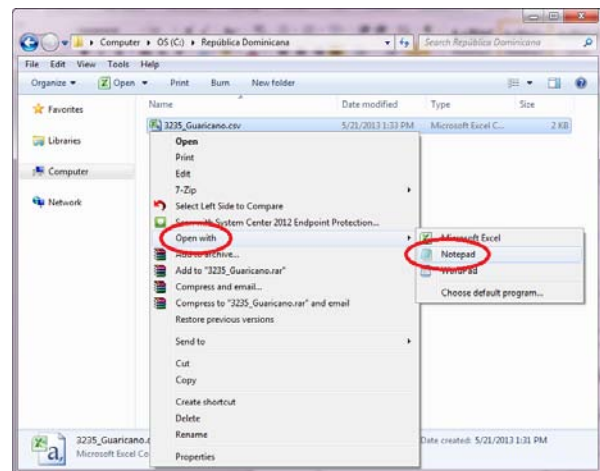 Computer ▸ OS (C:) ▸ República Dominicana
Search República Dominicana
File Edit View Tools Help
Organize Open Print Burn New folder
Favorites
Libraries
Computer
Network
Name Date modified Type Size
3235_Guaricano.csv 5/21/2013 1:33 PM Microsoft Excel C... 2 KB
Open
Print
Edit
7-Zip
Select Left Side to Compare
Scan with System Center 2012 Endpoint Protection...
Open with
Microsoft Excel
Notepad
WordPad
Choose default program...
Add to archive...
Add to "3235_Guaricano.rar"
Compress and email...
Compress to "3235_Guaricano.rar" and email
Restore previous versions
Send to
Cut
Copy
Create shortcut
Delete
Rename
Properties
3235_Guaricano.c
Date created: 5/21/2013 1:31 PM
Microsoft Excel Co